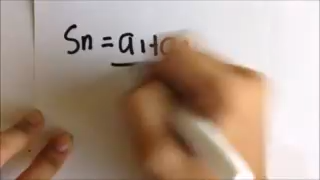 Sn = a1+a